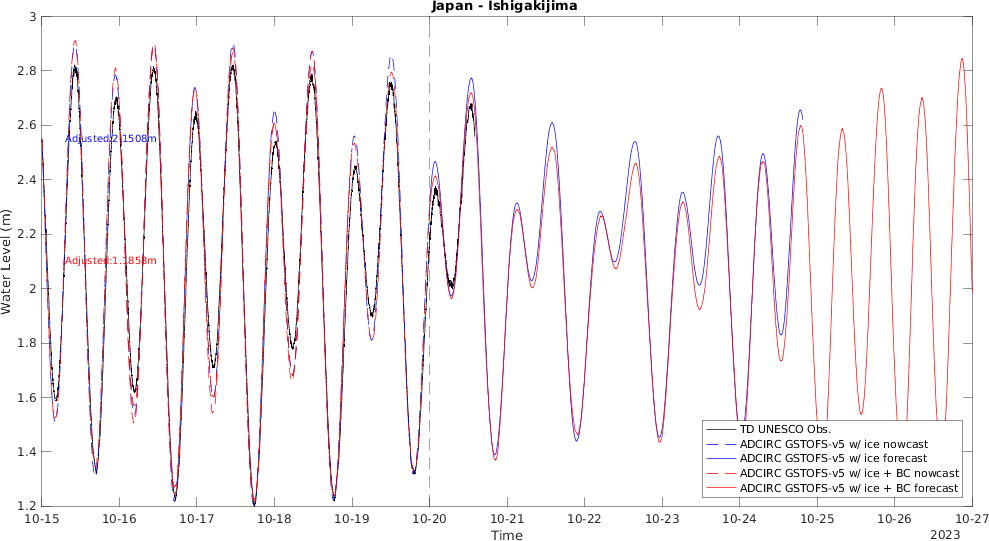 Japan - Ishigakijima
Water Level (m)
3
2.8
2.6
2.4
2.2
2
1.8
1.6
1.4
1.2
Adjusted:2.1508m
Adjusted:1.1858m
TD UNESCO Obs.
ADCIRC GSTOFS-v5 w/ ice nowcast
ADCIRC GSTOFS-v5 w/ ice forecast
ADCIRC GSTOFS-v5 w/ ice + BC nowcast
ADCIRC GSTOFS-v5 w/ ice + BC forecast
10-15 10-16 10-17 10-18 10-19 10-20 10-21 10-22 10-23 10-24 10-25 10-26 10-27
Time
2023